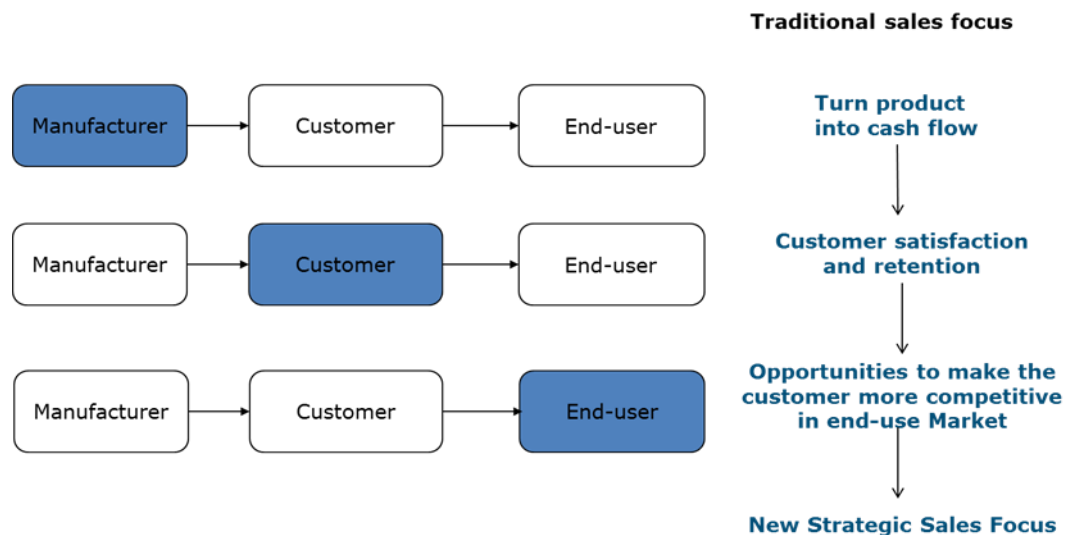 Traditional sales focus
Manufacturer
Customer
End-user
Turn product
into cash flow
Manufacturer
Customer
End-user
Customer satisfaction
and retention
Manufacturer
Customer
End-user
Opportunities to make the
customer more competitive
in end-use Market
New Strategic Sales Focus